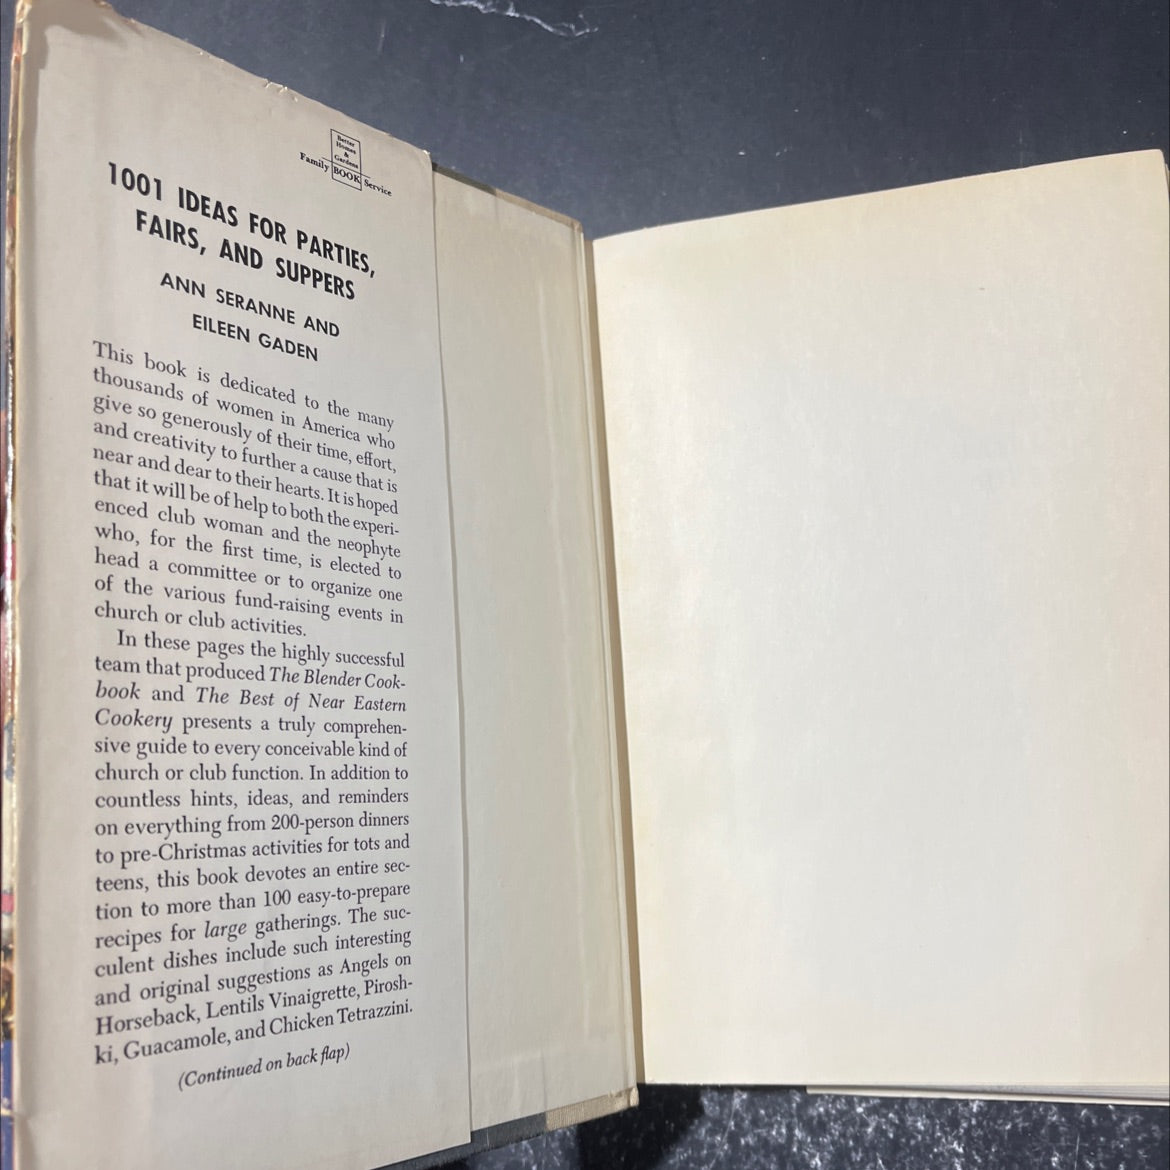 Better
Homes
&
Gardens
Family BOOK Service
1001 IDEAS FOR PARTIES,
FAIRS, AND SUPPERS
ANN SERANNE AND
EILEEN GADEN
This book is dedicated to the many
thousands of women in America who
give so generously of their time, effort,
and creativity to further a cause that is
near and dear to their hearts. It is hoped
that it will be of help to both the experi-
enced club woman and the neophyte
who, for the first time, is elected to
head a committee or to organize one
of the various fund-raising events in
church or club activities.
In these pages the highly successful
team that produced The Blender Cook-
book and The Best of Near Eastern
Cookery presents a truly comprehen-
sive guide to every conceivable kind of
church or club function. In addition to
countless hints, ideas, and reminders
on everything from 200-person dinners
to pre-Christmas activities for tots and
teens, this book devotes an entire sec-
tion to more than 100 easy-to-prepare
recipes for large gatherings. The suc-
culent dishes include such interesting
and original suggestions as Angels on
Horseback, Lentils Vinaigrette, Pirosh-
ki, Guacamole, and Chicken Tetrazzini.
(Continued on back flap)